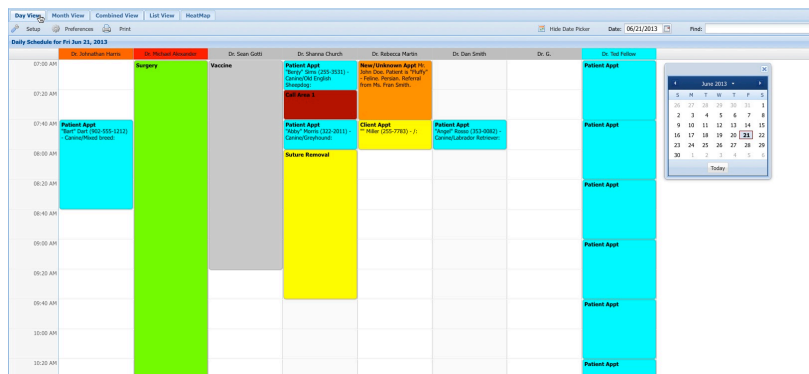 Day View Month View Combined View List View HeatMap
Setup Preferences Print Hide Date Picker Date: 06/21/2013 Find:
Daily Schedule for Fri Jun 21, 2013
Dr. Johnathan Harris Dr. Michael Alexander Dr. Sean Gotti Dr. Shanna Church Dr. Rebecca Martin Dr. Dan Smith Dr. G. Dr. Ted Fellow
07:00 AM
07:20 AM
07:40 AM
08:00 AM
08:20 AM
08:40 AM
09:00 AM
09:20 AM
09:40 AM
10:00 AM
10:20 AM
Patient Appt
"Bart" Dart (902-555-1212)
- Canine/Mixed breed:
Surgery
Vaccine
Patient Appt
"Benjy" Sims (255-3531) -
Canine/Old English
Sheepdog:
Call Area 1
Patient Appt
"Abby" Morris (322-2011) -
Canine/Greyhound:
Suture Removal
New/Unknown Appt Mr.
John Doe. Patient is "Fluffy"
- Feline, Persian. Referral
from Ms. Fran Smith.
Client Appt
"" Miller (255-7783) - /:
Patient Appt
"Angel" Rosso (353-0082) -
Canine/Labrador Retriever:
Patient Appt
Patient Appt
Patient Appt
Patient Appt
Patient Appt
Patient Appt
June 2013
S M T W T F S
26 27 28 29 30 31 1
2 3 4 5 6 7 8
9 10 11 12 13 14 15
16 17 18 19 20 21 22
23 24 25 26 27 28 29
30 1 2 3 4 5 6
Today